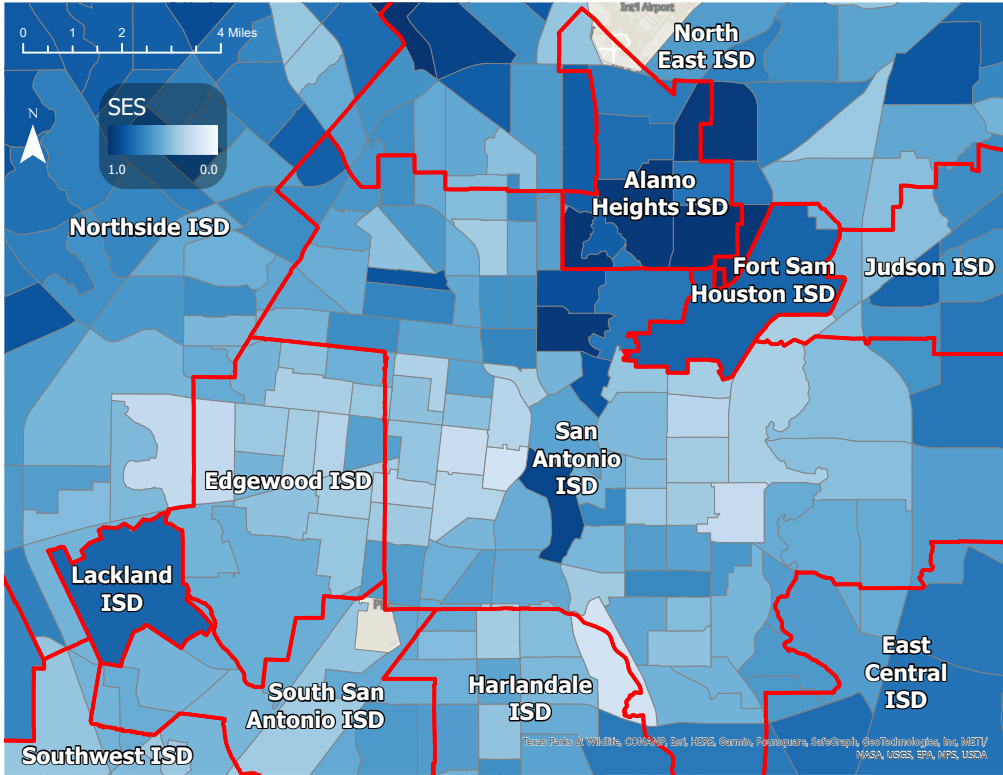 Int'l Airport
0 1 2 4 Miles
North
East ISD
SES
N
1.0 0.0
Alamo
Heights ISD
Northside ISD
Fort Sam
Houston ISD
Judson ISD
San
Antonio
ISD
Edgewood ISD
Lackland
ISD
East
Central
ISD
South San
Antonio ISD
Harlandale
ISD
Southwest ISD
Texas Parks & Wildlife, CONANP, Esri, HERE, Garmin, Foursquare, SafeGraph, GeoTechnologies, Inc, METI/
NASA, USGS, EPA, NPS, USDA